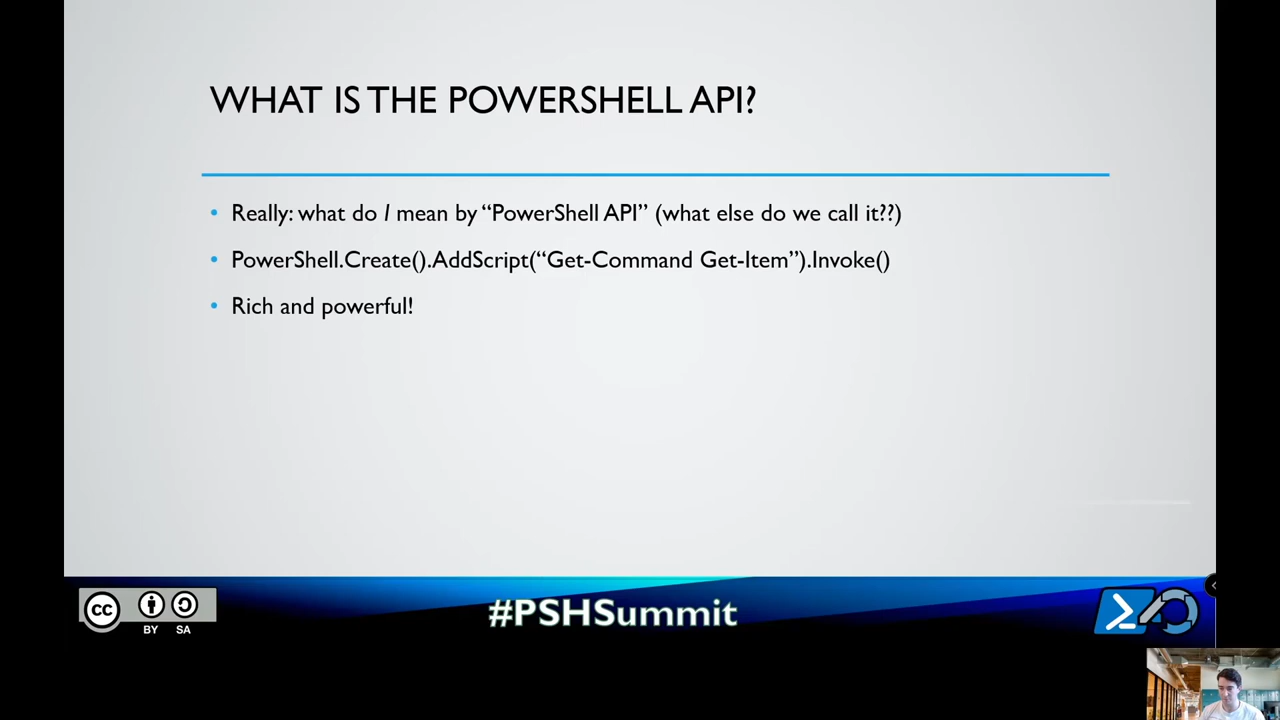 WHAT IS THE POWERSHELL API?
• Really: what do I mean by “PowerShell API” (what else do we call it??)
• PowerShell.Create().AddScript(“Get-Command Get-Item”).Invoke()
• Rich and powerful!
cc
BY SA
#PSHSummit